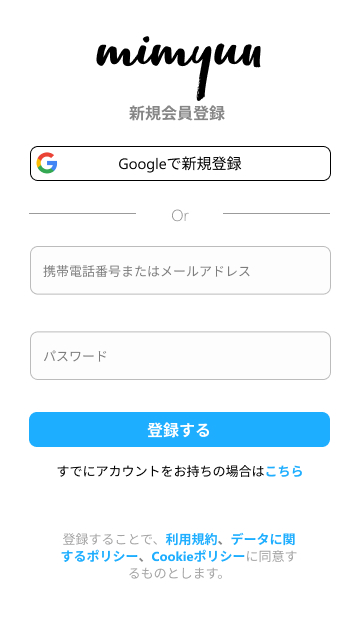 mimyuu
新規会員登録
Googleで新規登録
Or
携帯電話番号またはメールアドレス
パスワード
登録する
すでにアカウントをお持ちの場合はこちら
登録することで、利用規約、データに関
するポリシー、Cookieポリシーに同意す
るものとします。